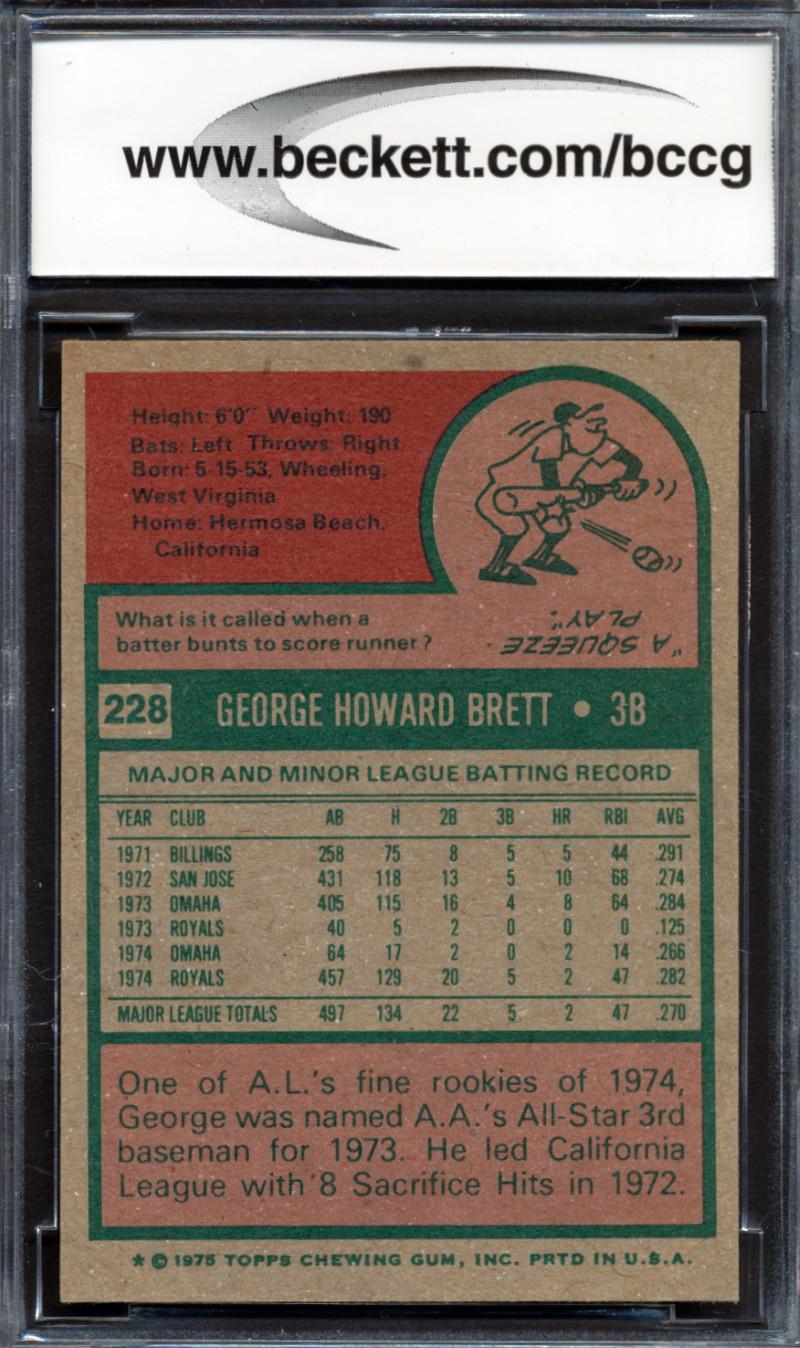 www.beckett.com/bccg
Height: 6'0" Weight: 190
Bats: Left Throws: Right
Born: 5-15-53, Wheeling,
West Virginia
Home: Hermosa Beach,
California
What is it called when a
batter bunts to score runner?
"A SQUEEZE
PLAY".
228 GEORGE HOWARD BRETT • 3B
MAJOR AND MINOR LEAGUE BATTING RECORD
YEAR CLUB AB H 2B 3B HR RBI AVG
1971 BILLINGS 258 75 8 5 5 44 .291
1972 SAN JOSE 431 118 13 5 10 68 .274
1973 OMAHA 405 115 16 4 8 64 .284
1973 ROYALS 40 5 2 0 0 0 .125
1974 OMAHA 64 17 2 0 2 14 .266
1974 ROYALS 457 129 20 5 2 47 .282
MAJOR LEAGUE TOTALS 497 134 22 5 2 47 .270
One of A.L.'s fine rookies of 1974,
George was named A.A.'s All-Star 3rd
baseman for 1973. He led California
League with 8 Sacrifice Hits in 1972.
* © 1975 TOPPS CHEWING GUM, INC. PRTD IN U.S.A.